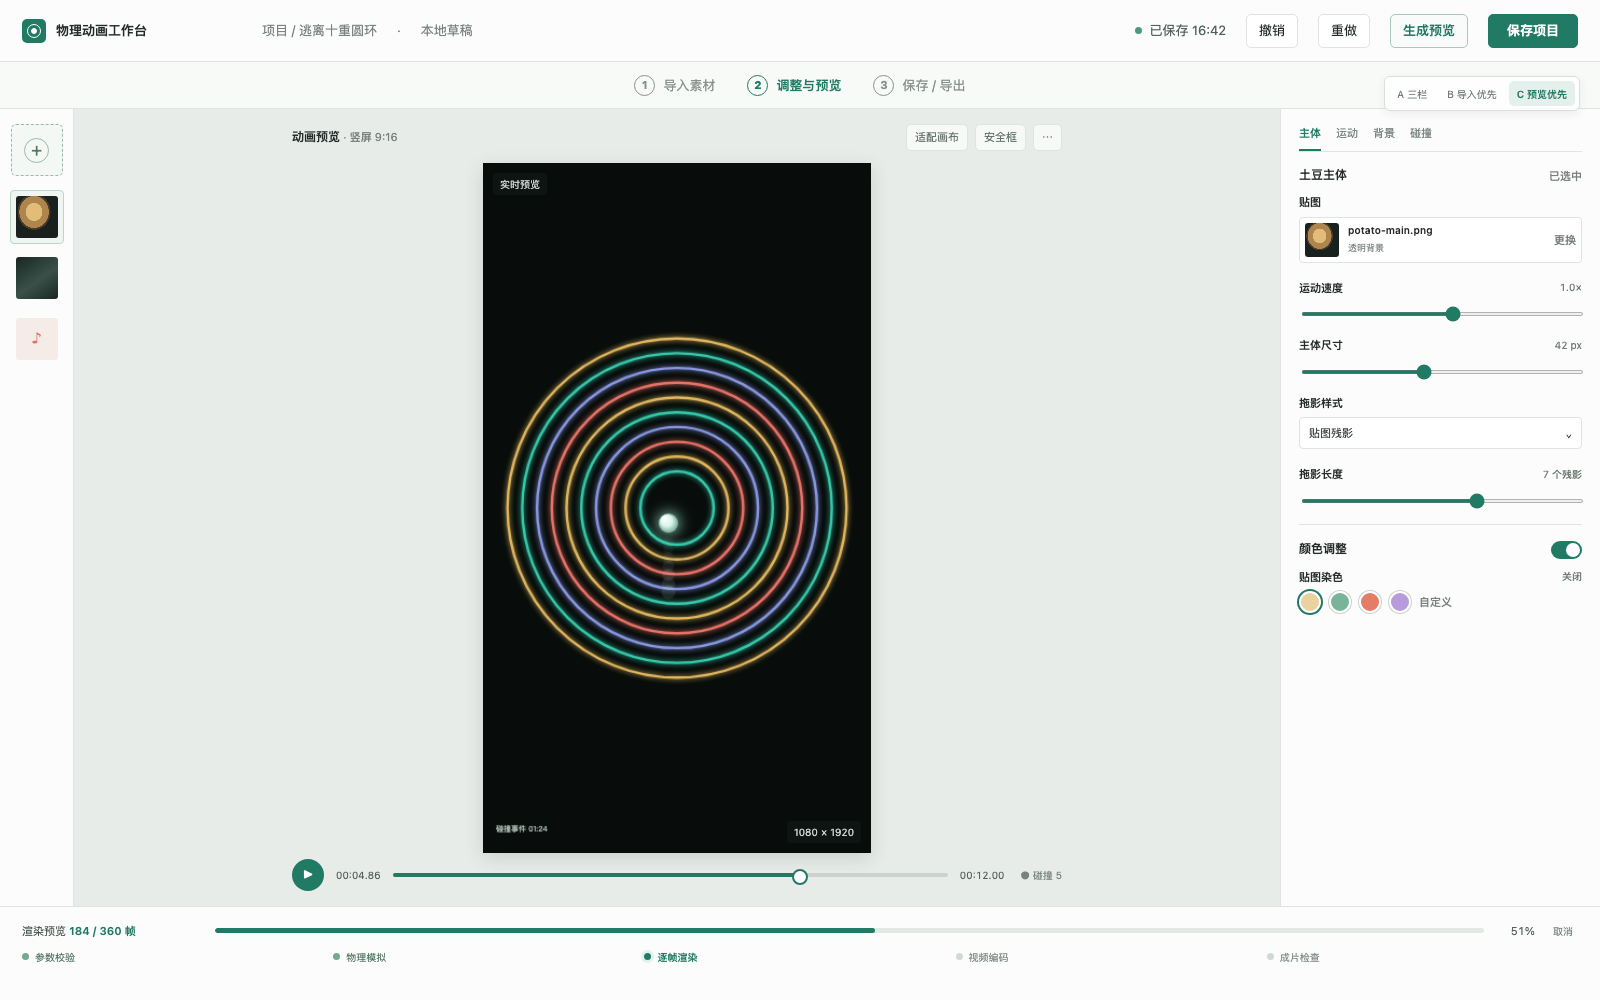 物理动画工作台
项目 / 逃离十重圆环 · 本地草稿
已保存 16:42
撤销
重做
生成预览
保存项目
1 导入素材
2 调整与预览
3 保存 / 导出
A 三栏
B 导入优先
C 预览优先
动画预览 · 竖屏 9:16
适配画布
安全框
···
实时预览
碰撞事件 01:24
1080 × 1920
00:04.86
00:12.00
碰撞 5
主体
运动
背景
碰撞
土豆主体
已选中
贴图
potato-main.png
透明背景
更换
运动速度
1.0×
主体尺寸
42 px
拖影样式
贴图残影
拖影长度
7 个残影
颜色调整
贴图染色
关闭
自定义
渲染预览 184 / 360 帧
51%
取消
参数校验
物理模拟
逐帧渲染
视频编码
成片检查